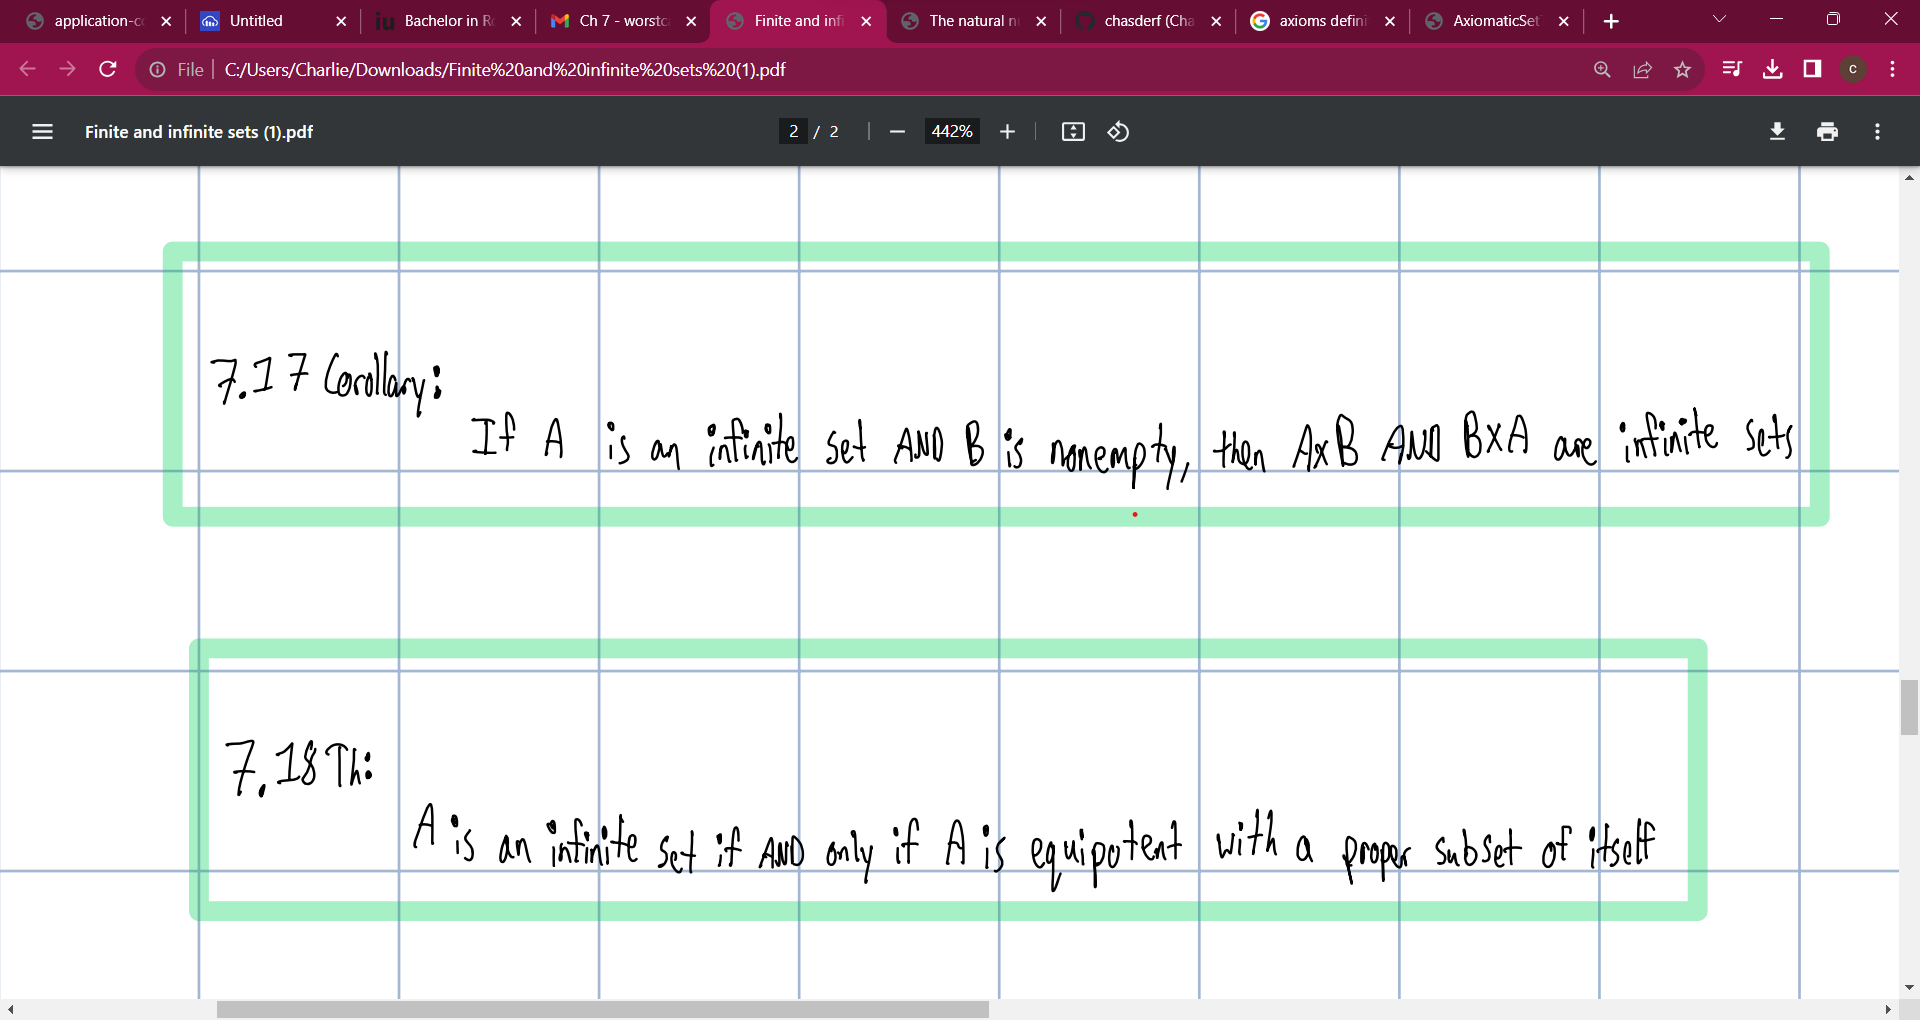 application-c
Untitled
Bachelor in R
Ch 7 - worstc
Finite and infi
The natural n
chasderf (Cha
axioms defin
AxiomaticSet
File
C:/Users/Charlie/Downloads/Finite%20and%20infinite%20sets%20(1).pdf
c
Finite and infinite sets (1).pdf
2 / 2
442%
7.17 Corollary:
If A is an infinite set AND B is nonempty, then AxB AND BXA are infinite sets
7.18 Th:
A is an infinite set if AND only if A is equipotent with a proper subset of itself